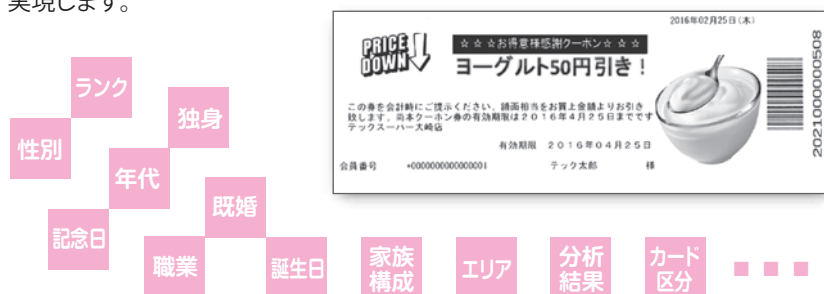 実現します。
2016年02月25日(木)
PRICE DOWN
☆ ☆ ☆お得意様感謝クーポン☆ ☆ ☆
ヨーグルト50円引き！
この券を会計時にご提示ください。額面相当をお買上金額よりお引き
致します。尚本クーポン券の有効期限は2016年4月25日までです
テックスーパー大崎店
有効期限 2016年04月25日
会員番号 *0000000000000001 テック太郎 様
20210000000508
ランク
独身
性別
年代
既婚
記念日
職業
誕生日
家族
構成
エリア
分析
結果
カード
区分